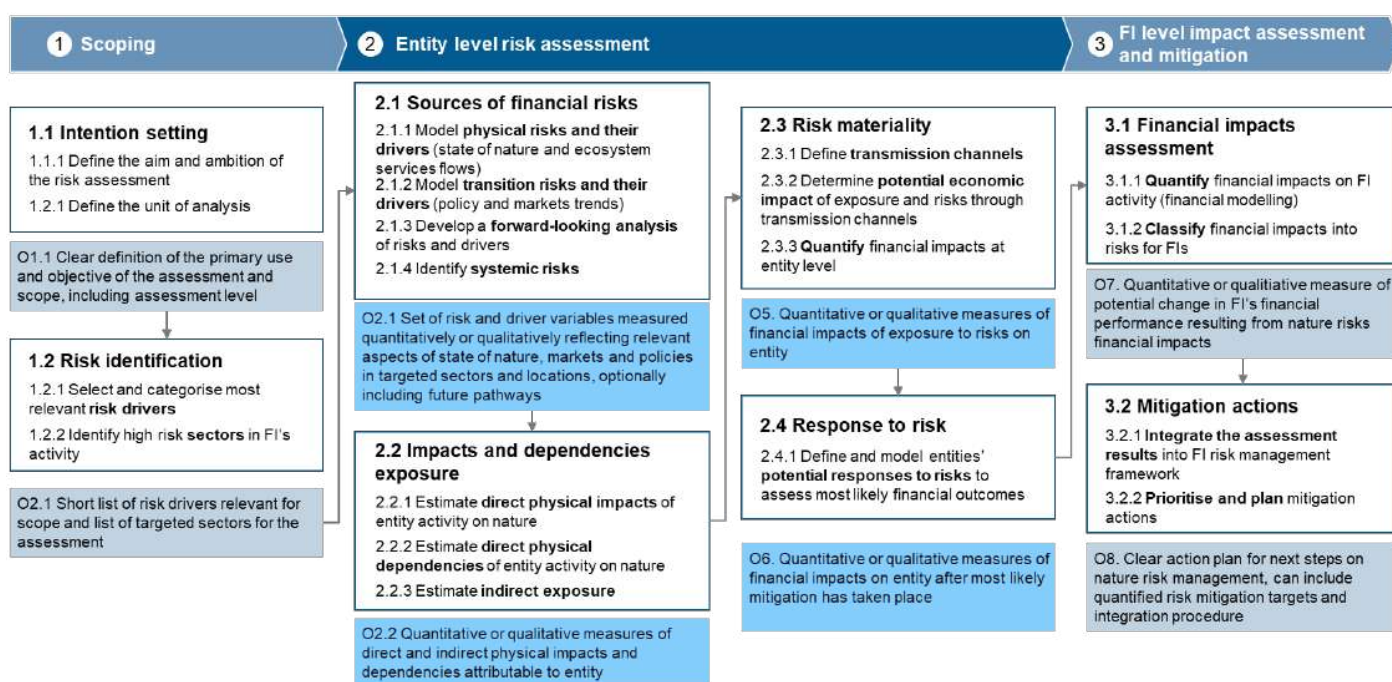 1 Scoping
2 Entity level risk assessment
3 FI level impact assessment
and mitigation
1.1 Intention setting
1.1.1 Define the aim and ambition of
the risk assessment
1.2.1 Define the unit of analysis
O1.1 Clear definition of the primary use
and objective of the assessment and
scope, including assessment level
1.2 Risk identification
1.2.1 Select and categorise most
relevant risk drivers
1.2.2 Identify high risk sectors in FI's
activity
O2.1 Short list of risk drivers relevant for
scope and list of targeted sectors for the
assessment
2.1 Sources of financial risks
2.1.1 Model physical risks and their
drivers (state of nature and ecosystem
services flows)
2.1.2 Model transition risks and their
drivers (policy and markets trends)
2.1.3 Develop a forward-looking analysis
of risks and drivers
2.1.4 Identify systemic risks
O2.1 Set of risk and driver variables measured
quantitatively or qualitatively reflecting relevant
aspects of state of nature, markets and policies
in targeted sectors and locations, optionally
including future pathways
2.2 Impacts and dependencies
exposure
2.2.1 Estimate direct physical impacts of
entity activity on nature
2.2.2 Estimate direct physical
dependencies of entity activity on nature
2.2.3 Estimate indirect exposure
O2.2 Quantitative or qualitative measures of
direct and indirect physical impacts and
dependencies attributable to entity
2.3 Risk materiality
2.3.1 Define transmission channels
2.3.2 Determine potential economic
impact of exposure and risks through
transmission channels
2.3.3 Quantify financial impacts at
entity level
O5. Quantitative or qualitative measures of
financial impacts of exposure to risks on
entity
2.4 Response to risk
2.4.1 Define and model entities'
potential responses to risks to
assess most likely financial outcomes
O6. Quantitative or qualitative measures of
financial impacts on entity after most likely
mitigation has taken place
3.1 Financial impacts
assessment
3.1.1 Quantify financial impacts on FI
activity (financial modelling)
3.1.2 Classify financial impacts into
risks for FIs
O7. Quantitative or qualitiative measure of
potential change in FI's financial
performance resulting from nature risks
financial impacts
3.2 Mitigation actions
3.2.1 Integrate the assessment
results into FI risk management
framework
3.2.2 Prioritise and plan mitigation
actions
O8. Clear action plan for next steps on
nature risk management, can include
quantified risk mitigation targets and
integration procedure